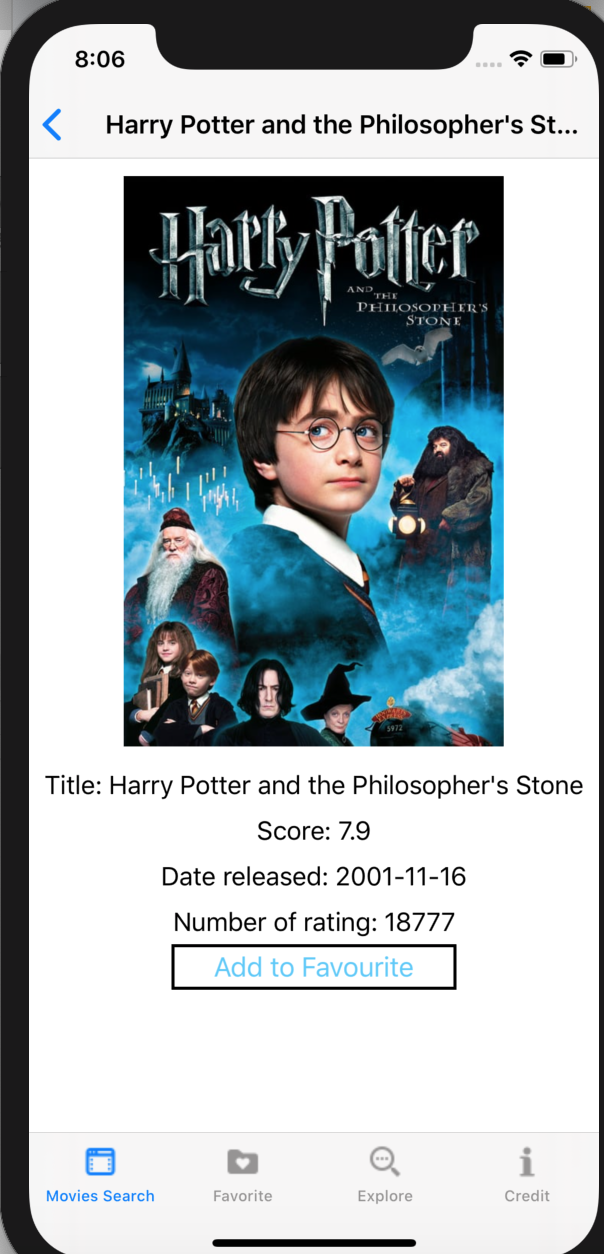 8:06
Harry Potter and the Philosopher's St...
Harry Potter
AND
THE
PHILOSOPHER'S
STONE
5972
Title: Harry Potter and the Philosopher's Stone
Score: 7.9
Date released: 2001-11-16
Number of rating: 18777
Add to Favourite
Movies Search
Favorite
Explore
Credit